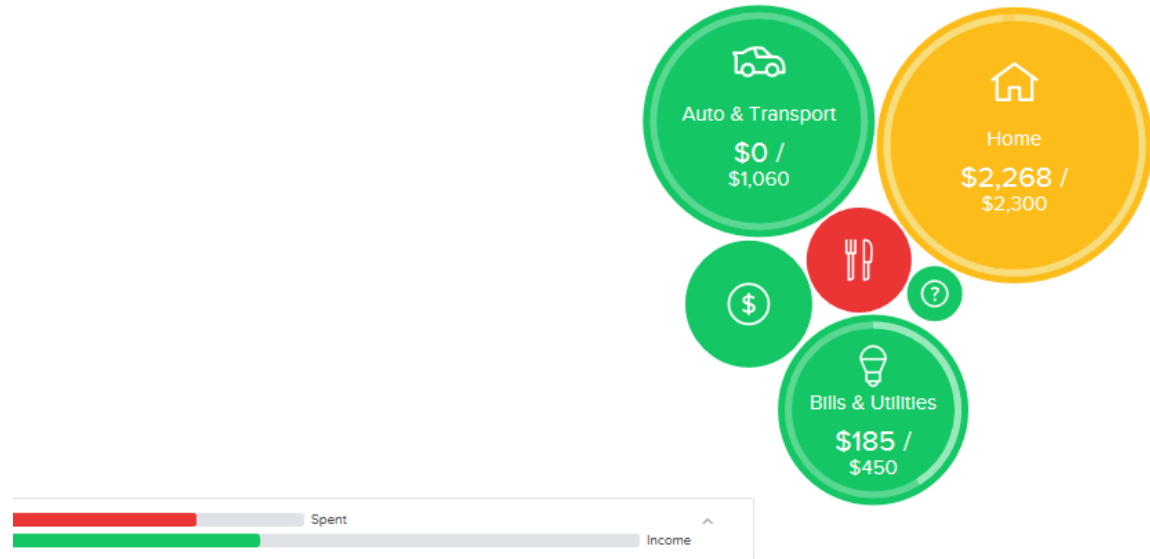 Auto & Transport
$0 /
$1,060
Home
$2,268 /
$2,300
$
?
Bills & Utilities
$185 /
$450
Spent
Income